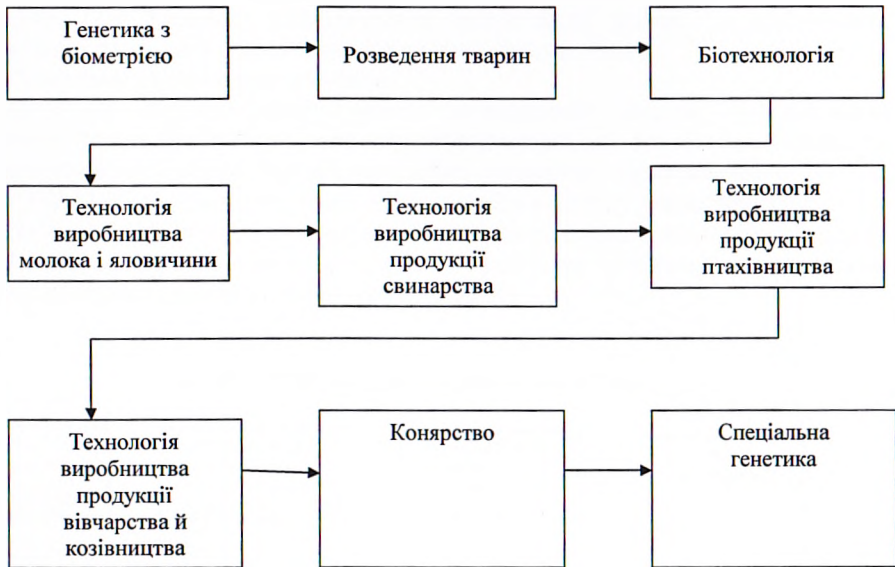 Генетика з
біометрією
Розведення тварин
Біотехнологія
Технологія
виробництва
молока і яловичини
Технологія
виробництва
продукції
свинарства
Технологія
виробництва
продукції
птахівництва
Технологія
виробництва
продукції
вівчарства й
козівництва
Конярство
Спеціальна
генетика